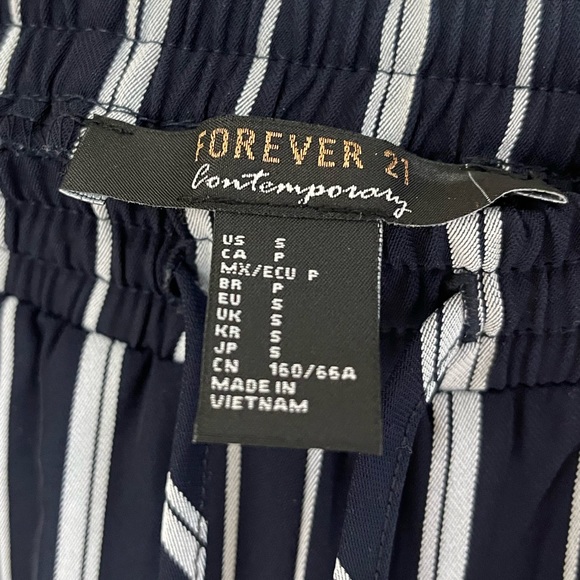 FOREVER 21
Contemporary
US S
CA P
MX/ECU P
BR P
EU S
UK S
KR S
JP S
CN 160/66A
MADE IN
VIETNAM